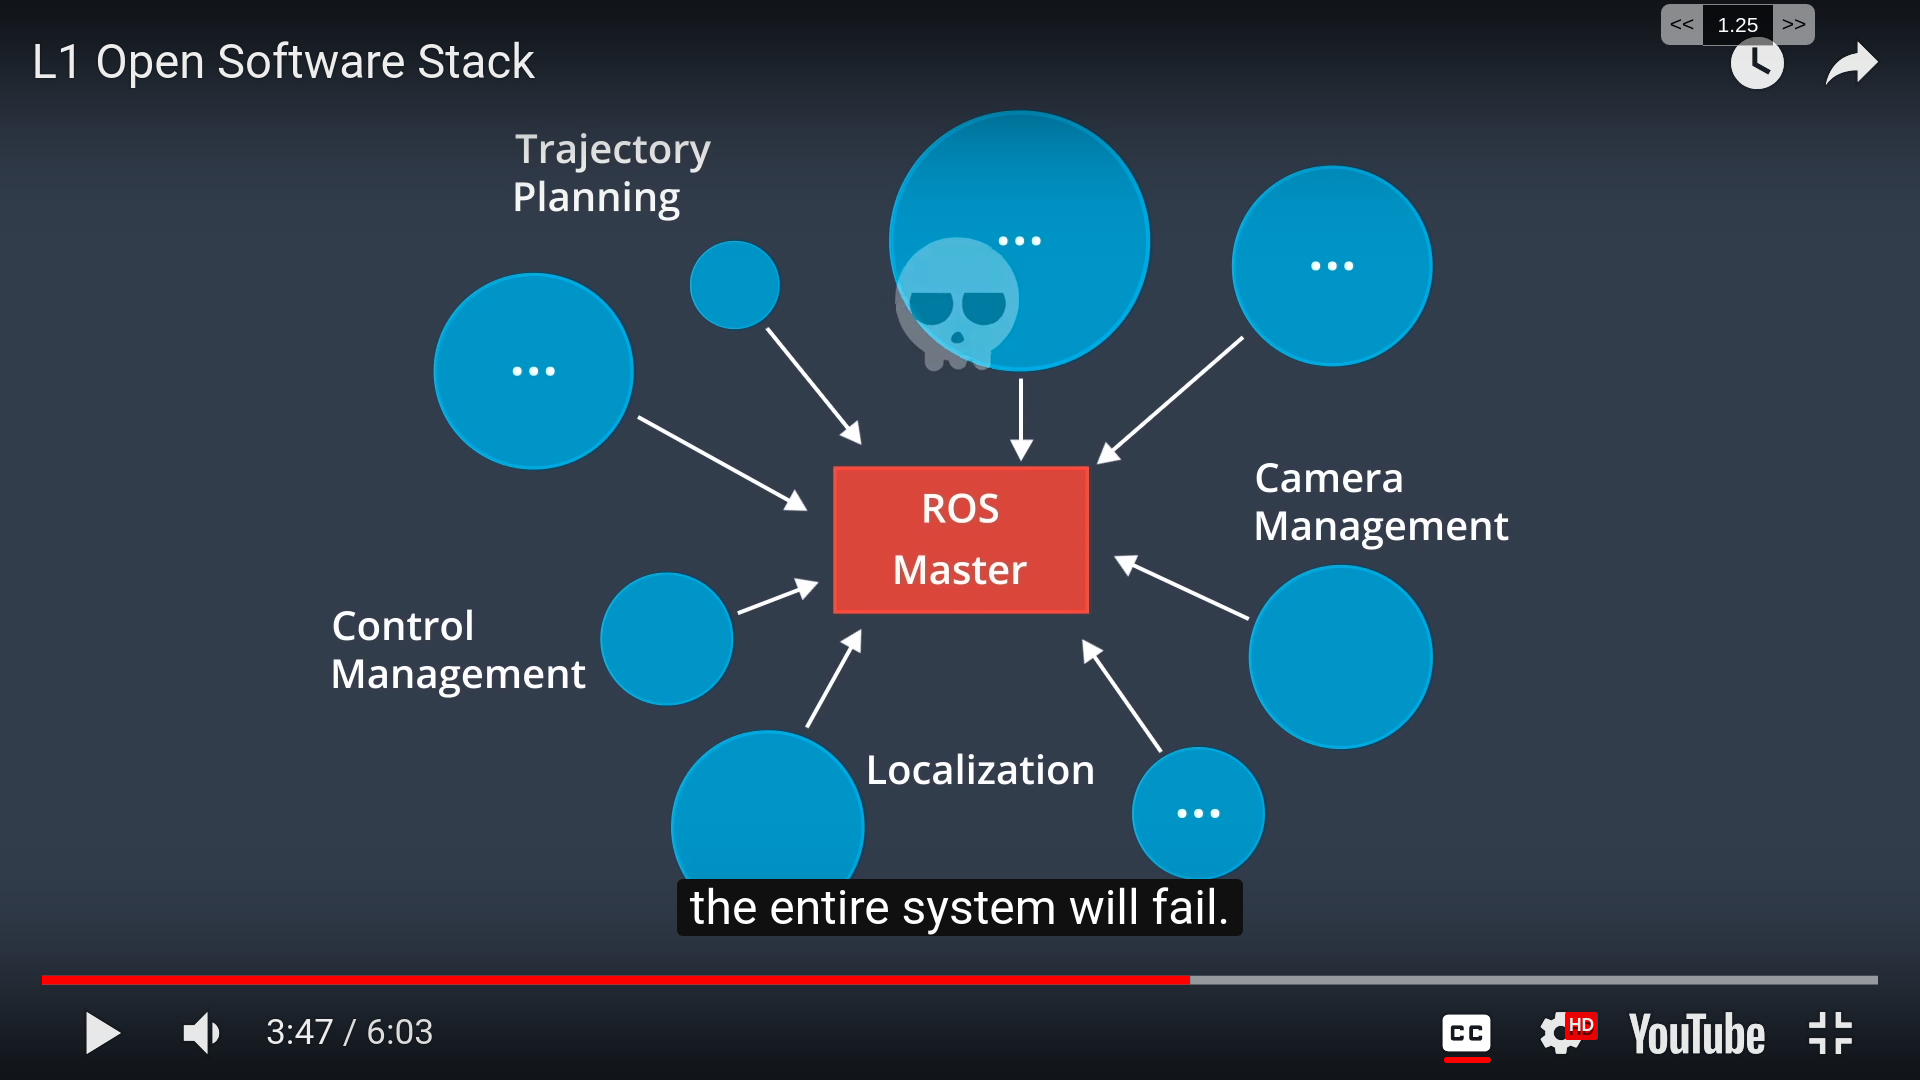 << 1.25 >>
L1 Open Software Stack
Trajectory
Planning
...
...
...
ROS
Master
Camera
Management
Control
Management
Localization
...
the entire system will fail.
3:47 / 6:03
CC
HD
YouTube